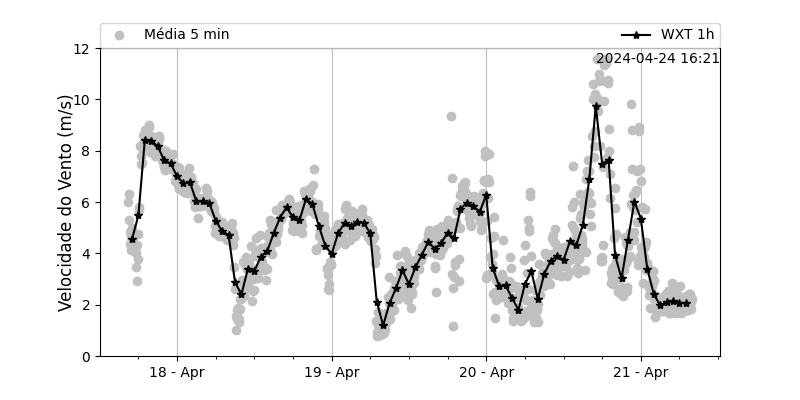 Média 5 min
WXT 1h
2024-04-24 16:21
Velocidade do Vento (m/s)
12
10
8
6
4
2
0
18 - Apr
19 - Apr
20 - Apr
21 - Apr